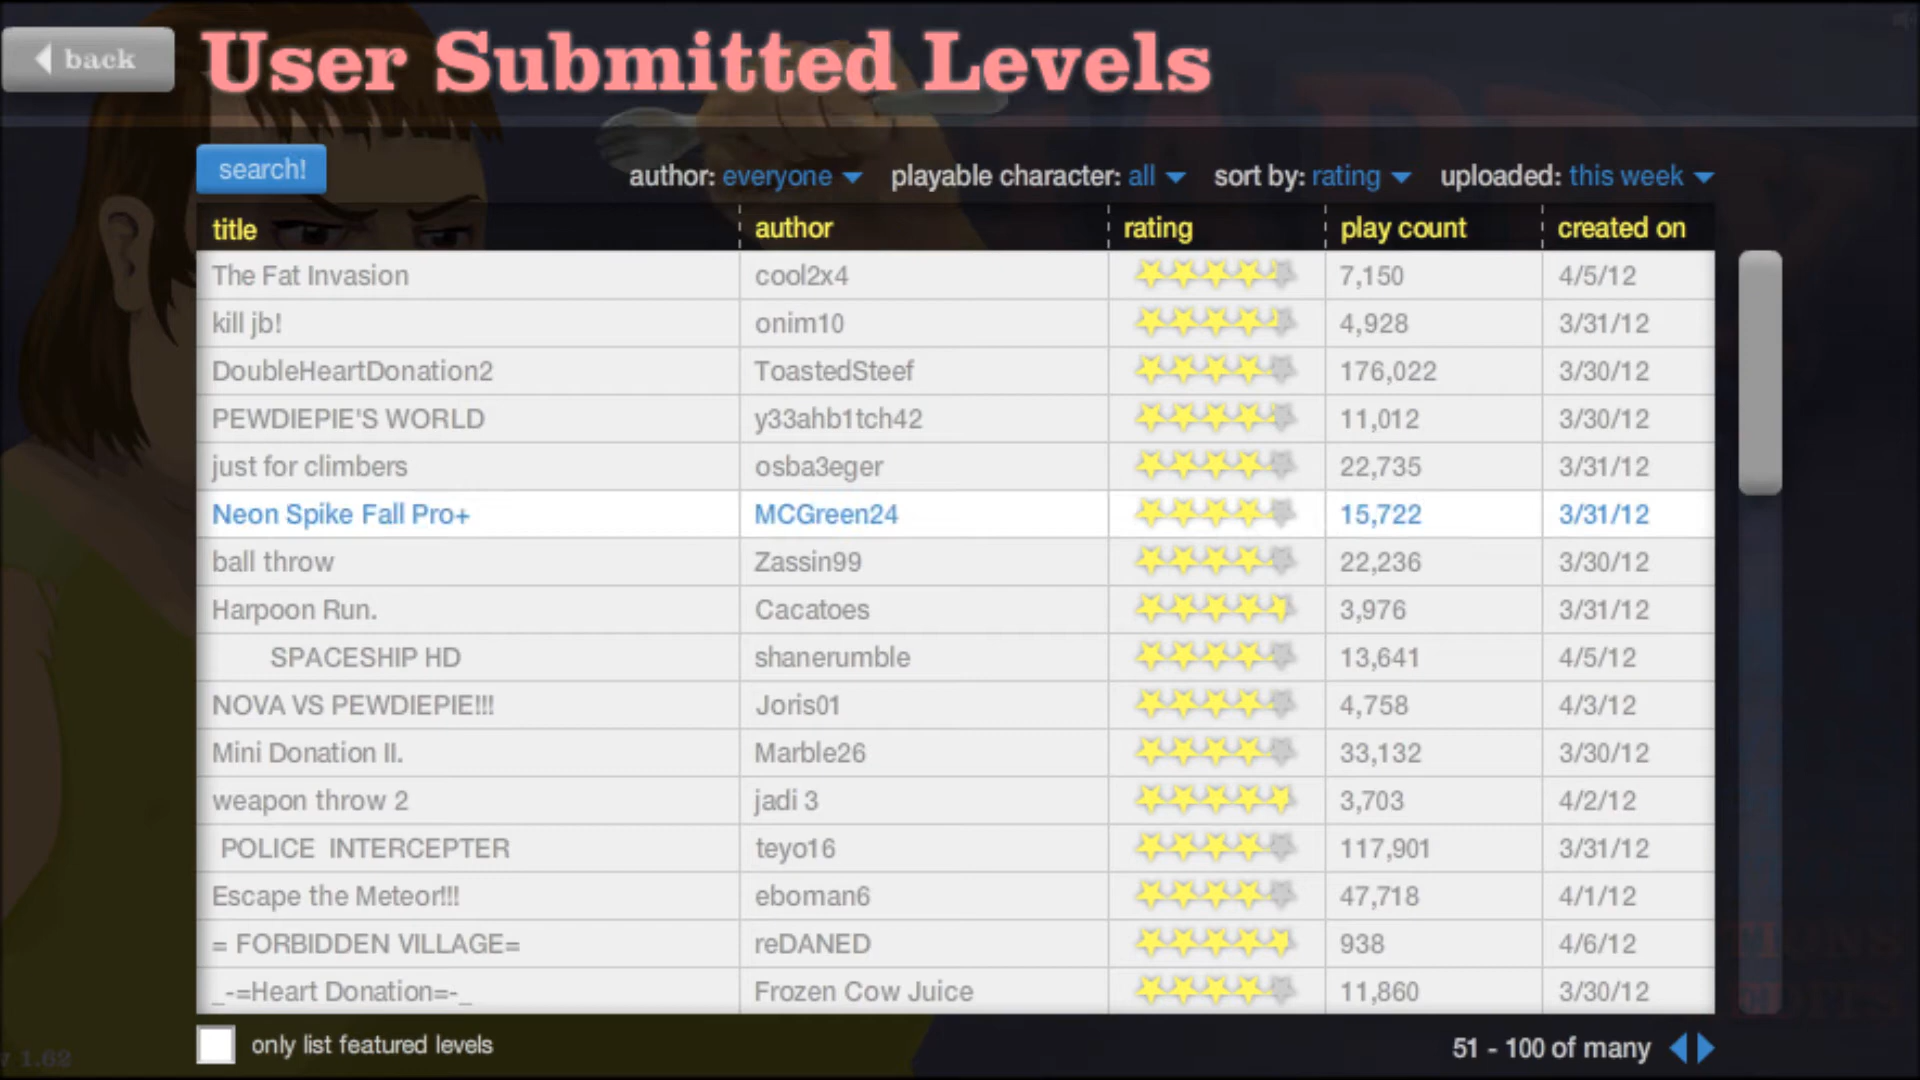 back
User Submitted Levels
search!
author: everyone playable character: all sort by: rating uploaded: this week
title author rating play count created on
The Fat Invasion cool2x4 7,150 4/5/12
kill jb! onim10 4,928 3/31/12
DoubleHeartDonation2 ToastedSteef 176,022 3/30/12
PEWDIEPIE'S WORLD y33ahb1tch42 11,012 3/30/12
just for climbers osba3eger 22,735 3/31/12
Neon Spike Fall Pro+ MCGreen24 15,722 3/31/12
ball throw Zassin99 22,236 3/30/12
Harpoon Run. Cacatoes 3,976 3/31/12
SPACESHIP HD shanerumble 13,641 4/5/12
NOVA VS PEWDIEPIE!!! Joris01 4,758 4/3/12
Mini Donation II. Marble26 33,132 3/30/12
weapon throw 2 jadi 3 3,703 4/2/12
POLICE INTERCEPTER teyo16 117,901 3/31/12
Escape the Meteor!!! eboman6 47,718 4/1/12
= FORBIDDEN VILLAGE= reDANED 938 4/6/12
_-=Heart Donation=-_ Frozen Cow Juice 11,860 3/30/12
only list featured levels
51 - 100 of many
v 1.62